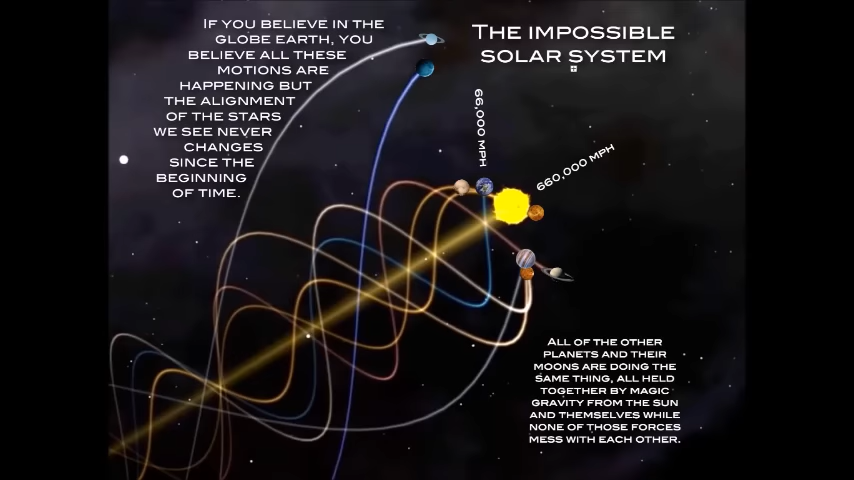 IF YOU BELIEVE IN THE
GLOBE EARTH, YOU
BELIEVE ALL THESE
MOTIONS ARE
HAPPENING BUT
THE ALIGNMENT
OF THE STARS
WE SEE NEVER
CHANGES
SINCE THE
BEGINNING
OF TIME.
THE IMPOSSIBLE
SOLAR SYSTEM
66,000 MPH
660,000 MPH
ALL OF THE OTHER
PLANETS AND THEIR
MOONS ARE DOING THE
SAME THING, ALL HELD
TOGETHER BY MAGIC
GRAVITY FROM THE SUN
AND THEMSELVES WHILE
NONE OF THOSE FORCES
MESS WITH EACH OTHER.